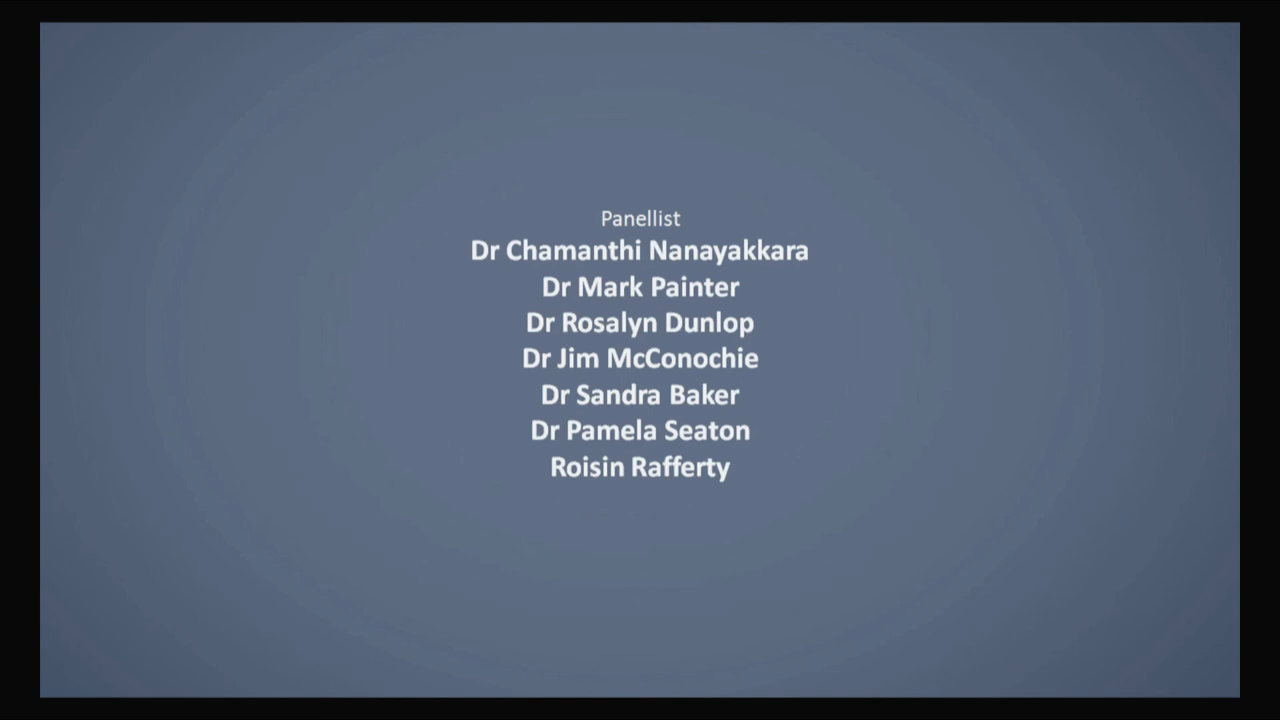 Panellist
Dr Chamanthi Nanayakkara
Dr Mark Painter
Dr Rosalyn Dunlop
Dr Jim McConochie
Dr Sandra Baker
Dr Pamela Seaton
Roisin Rafferty